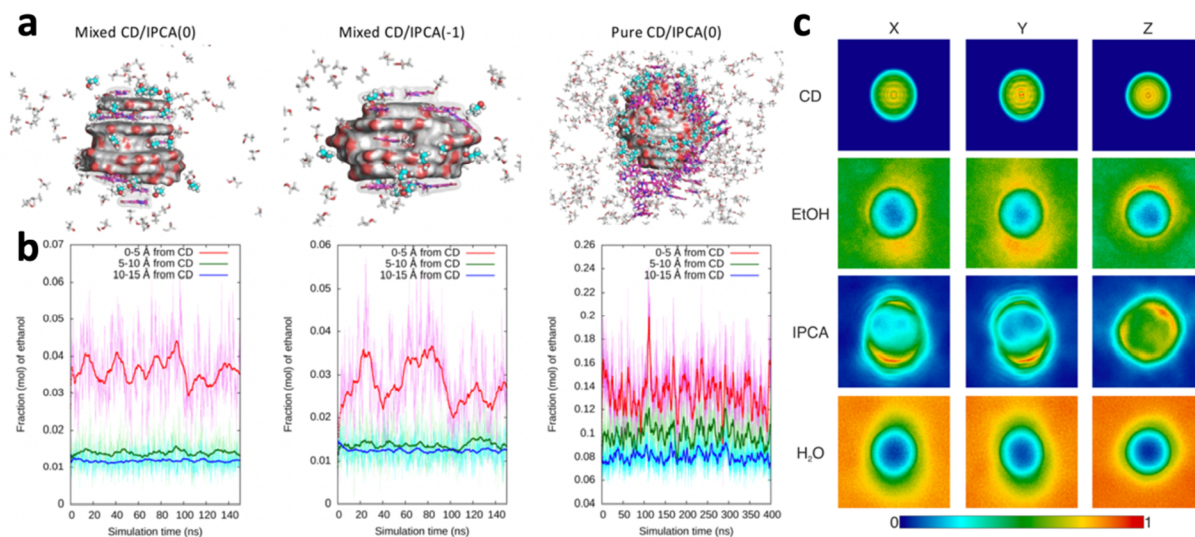 a
Mixed CD/IPCA(0)
Mixed CD/IPCA(-1)
Pure CD/IPCA(0)
b
Fraction (mol) of ethanol
0.07
0.06
0.05
0.04
0.03
0.02
0.01
0
0-5 Å from CD
5-10 Å from CD
10-15 Å from CD
0 20 40 60 80 100 120 140
Simulation time (ns)
Fraction (mol) of ethanol
0.06
0.05
0.04
0.03
0.02
0.01
0
0-5 Å from CD
5-10 Å from CD
10-15 Å from CD
0 20 40 60 80 100 120 140
Simulation time (ns)
Fraction (mol) of ethanol
0.26
0.24
0.22
0.2
0.18
0.16
0.14
0.12
0.1
0.08
0.06
0.04
0-5 Å from CD
5-10 Å from CD
10-15 Å from CD
0 50 100 150 200 250 300 350 400
Simulation time (ns)
c
X Y Z
CD
EtOH
IPCA
H₂O
0 1